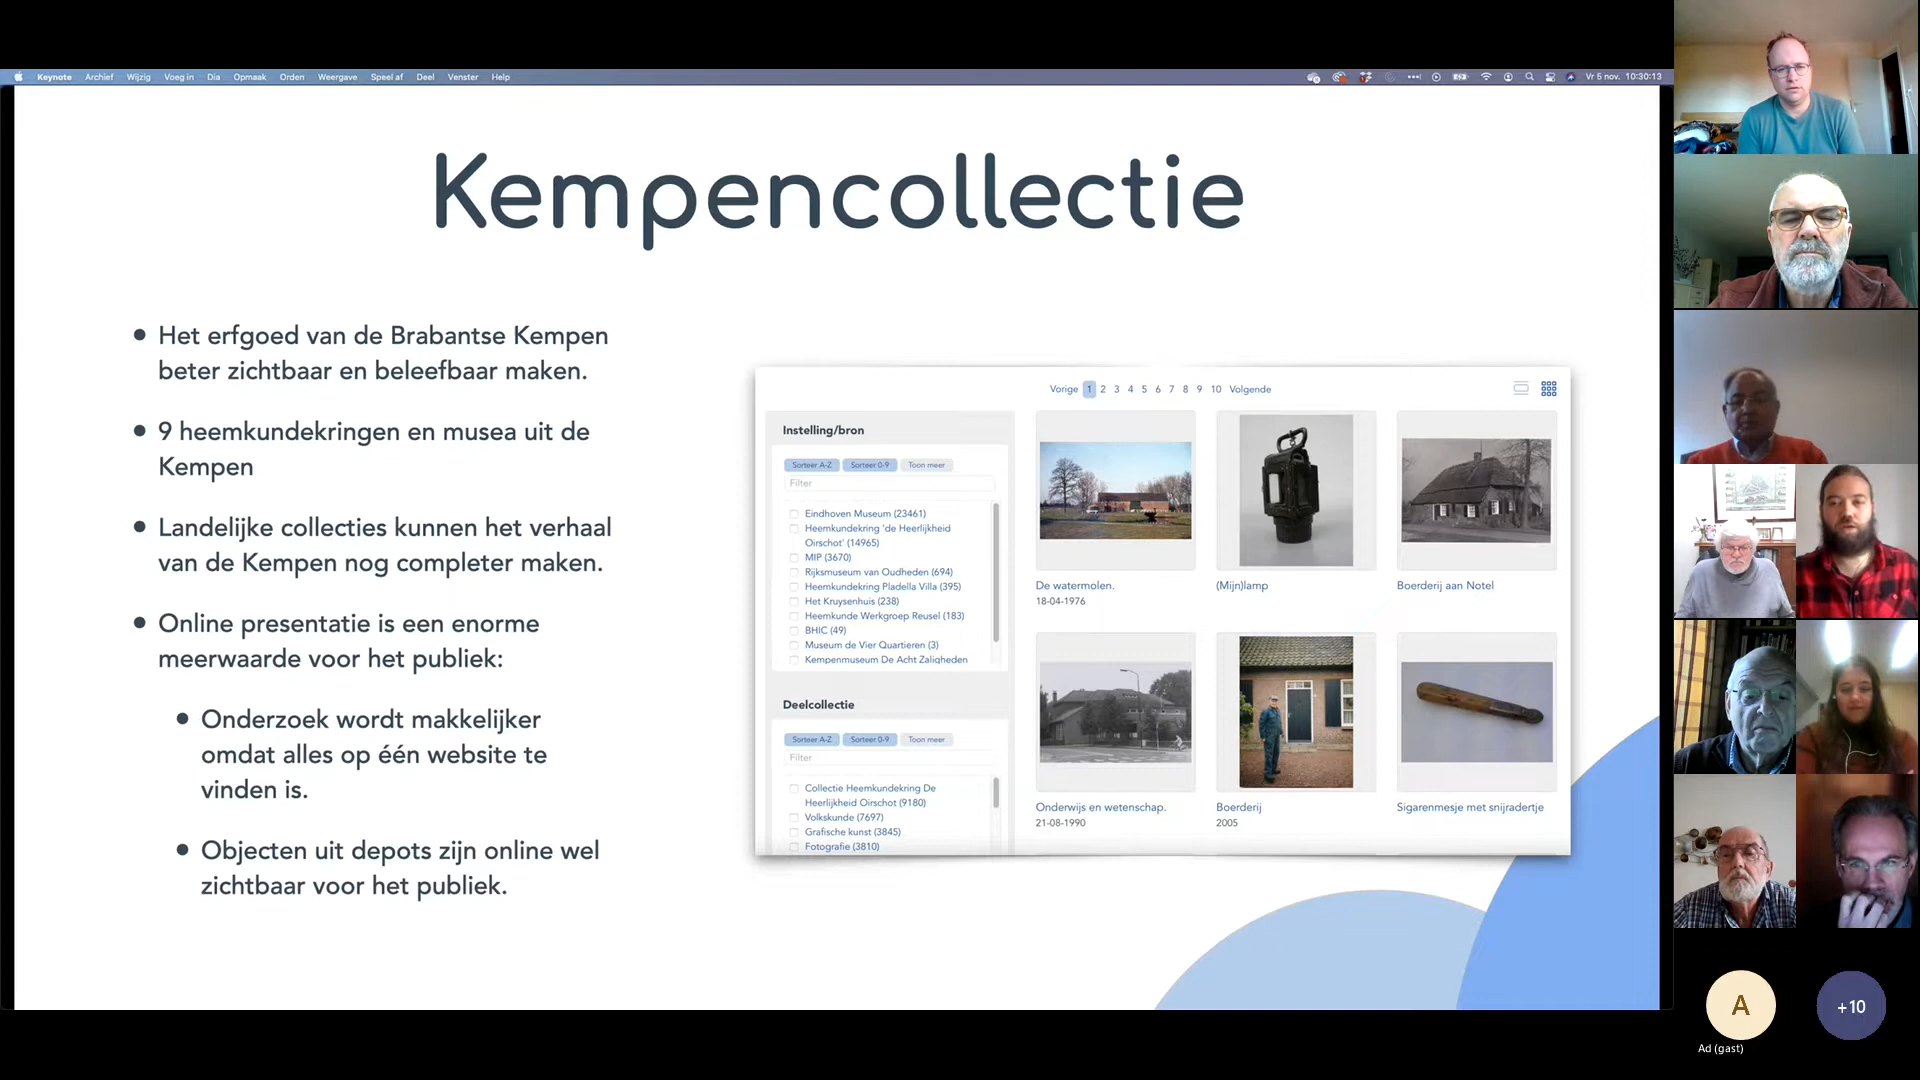 Keynote Archief Wijzig Voeg in Dia Opmaak Orden Weergave Speel af Deel Venster Help
Vr 5 nov. 10:30:13
Kempencollectie
• Het erfgoed van de Brabantse Kempen
beter zichtbaar en beleefbaar maken.
• 9 heemkundekringen en musea uit de
Kempen
• Landelijke collecties kunnen het verhaal
van de Kempen nog completer maken.
• Online presentatie is een enorme
meerwaarde voor het publiek:
• Onderzoek wordt makkelijker
omdat alles op één website te
vinden is.
• Objecten uit depots zijn online wel
zichtbaar voor het publiek.
Vorige 1 2 3 4 5 6 7 8 9 10 Volgende
Instelling/bron
Sorteer A-Z Sorteer 0-9 Toon meer
Filter
Eindhoven Museum (23461)
Heemkundekring 'de Heerlijkheid
Oirschot' (14965)
MIP (3670)
Rijksmuseum van Oudheden (694)
Heemkundekring Pladella Villa (395)
Het Kruysenhuis (238)
Heemkunde Werkgroep Reusel (183)
BHIC (49)
Museum de Vier Quartieren (3)
Kempenmuseum De Acht Zaligheden
Deelcollectie
Sorteer A-Z Sorteer 0-9 Toon meer
Filter
Collectie Heemkundekring De
Heerlijkheid Oirschot (9180)
Volkskunde (7697)
Grafische kunst (3845)
Fotografie (3810)
De watermolen.
18-04-1976
(Mijn)lamp
Boerderij aan Notel
Onderwijs en wetenschap.
21-08-1990
Boerderij
2005
Sigarenmesje met snijradertje
A
+10
Ad (gast)